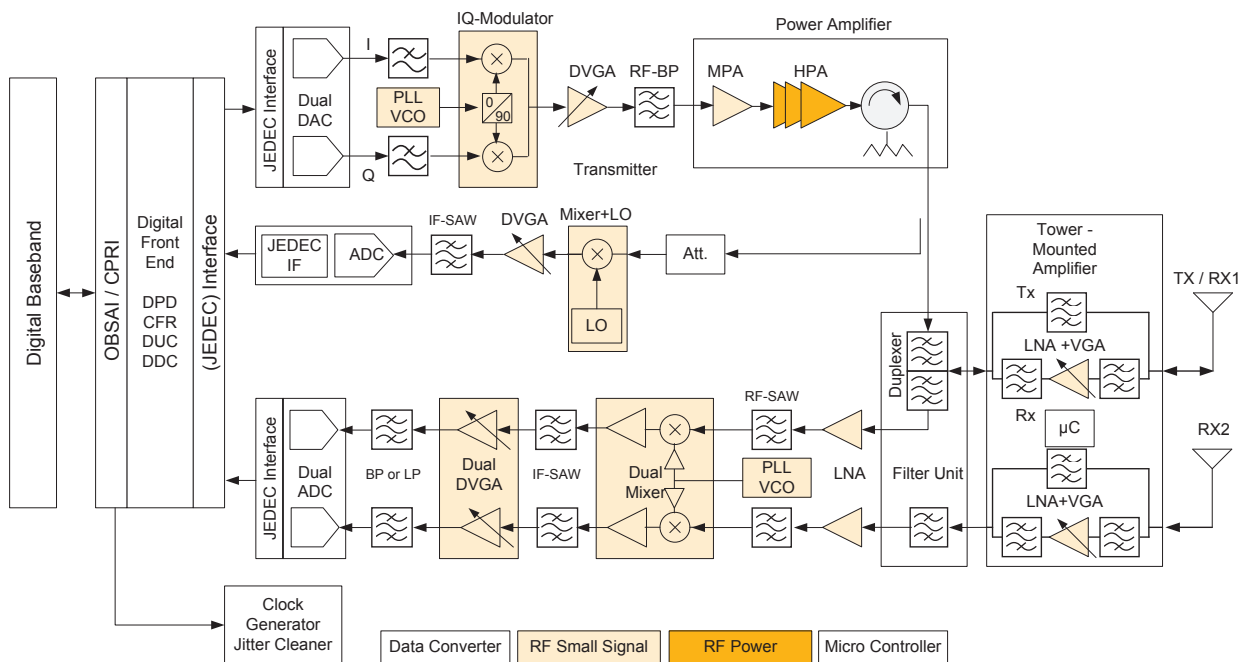 IQ-Modulator
Power Amplifier
JEDEC Interface
Dual
DAC
I
Q
PLL
VCO
0
90
DVGA
RF-BP
MPA
HPA
Transmitter
Digital Baseband
OBSAI / CPRI
Digital
Front
End
DPD
CFR
DUC
DDC
(JEDEC) Interface
JEDEC
IF
ADC
IF-SAW
DVGA
Mixer+LO
LO
Att.
Tower -
Mounted
Amplifier
Tx
LNA +VGA
Rx
µC
LNA+VGA
TX / RX1
RX2
Duplexer
Filter Unit
JEDEC Interface
Dual
ADC
BP or LP
Dual
DVGA
IF-SAW
Dual
Mixer
RF-SAW
PLL
VCO
LNA
Clock
Generator
Jitter Cleaner
Data Converter
RF Small Signal
RF Power
Micro Controller